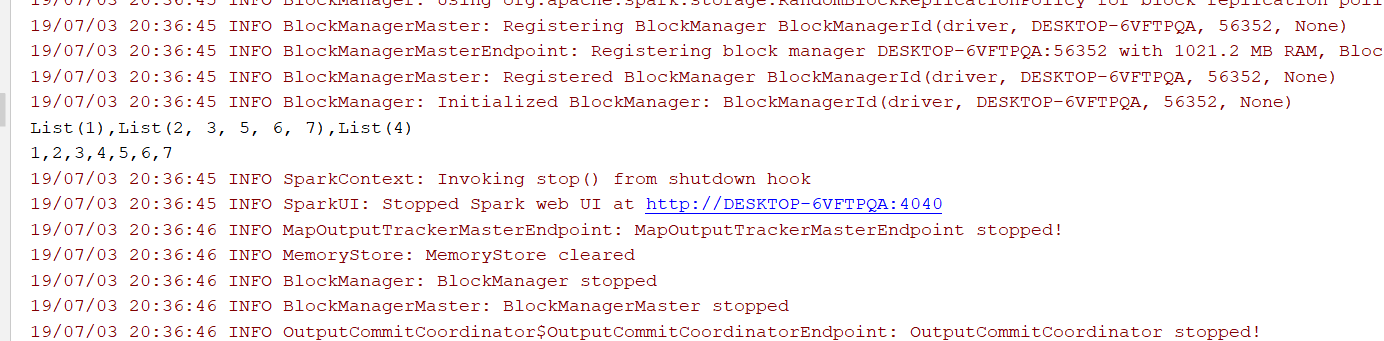 19/07/03 20:36:45 INFO BlockManager: Using org.apache.spark.storage.RandomBlockReplicationPolicy for block replication poli
19/07/03 20:36:45 INFO BlockManagerMaster: Registering BlockManager BlockManagerId(driver, DESKTOP-6VFTPQA, 56352, None)
19/07/03 20:36:45 INFO BlockManagerMasterEndpoint: Registering block manager DESKTOP-6VFTPQA:56352 with 1021.2 MB RAM, Bloc
19/07/03 20:36:45 INFO BlockManagerMaster: Registered BlockManager BlockManagerId(driver, DESKTOP-6VFTPQA, 56352, None)
19/07/03 20:36:45 INFO BlockManager: Initialized BlockManager: BlockManagerId(driver, DESKTOP-6VFTPQA, 56352, None)
List(1),List(2, 3, 5, 6, 7),List(4)
1,2,3,4,5,6,7
19/07/03 20:36:45 INFO SparkContext: Invoking stop() from shutdown hook
19/07/03 20:36:45 INFO SparkUI: Stopped Spark web UI at http://DESKTOP-6VFTPQA:4040
19/07/03 20:36:46 INFO MapOutputTrackerMasterEndpoint: MapOutputTrackerMasterEndpoint stopped!
19/07/03 20:36:46 INFO MemoryStore: MemoryStore cleared
19/07/03 20:36:46 INFO BlockManager: BlockManager stopped
19/07/03 20:36:46 INFO BlockManagerMaster: BlockManagerMaster stopped
19/07/03 20:36:46 INFO OutputCommitCoordinator$OutputCommitCoordinatorEndpoint: OutputCommitCoordinator stopped!